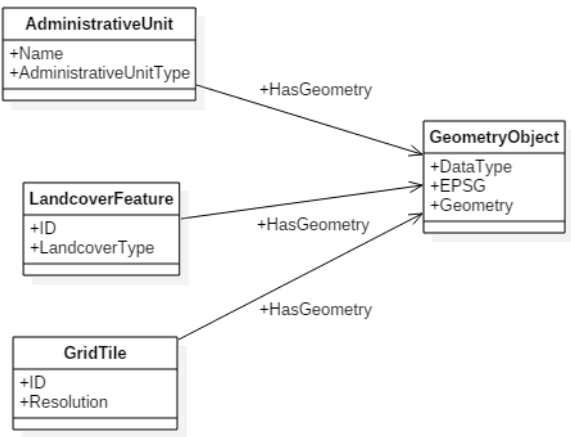 AdministrativeUnit
+Name
+AdministrativeUnitType
+HasGeometry
GeometryObject
+DataType
+EPSG
+Geometry
LandcoverFeature
+ID
+LandcoverType
+HasGeometry
+HasGeometry
GridTile
+ID
+Resolution